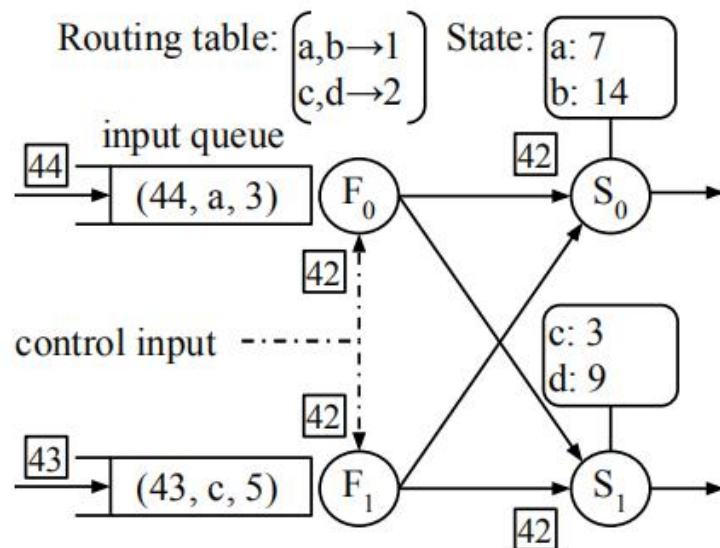 Routing table: a,b→1
c,d→2
State: a: 7
b: 14
input queue
44
(44, a, 3)
F0
42
S0
42
control input
c: 3
d: 9
42
43
(43, c, 5)
F1
S1
42